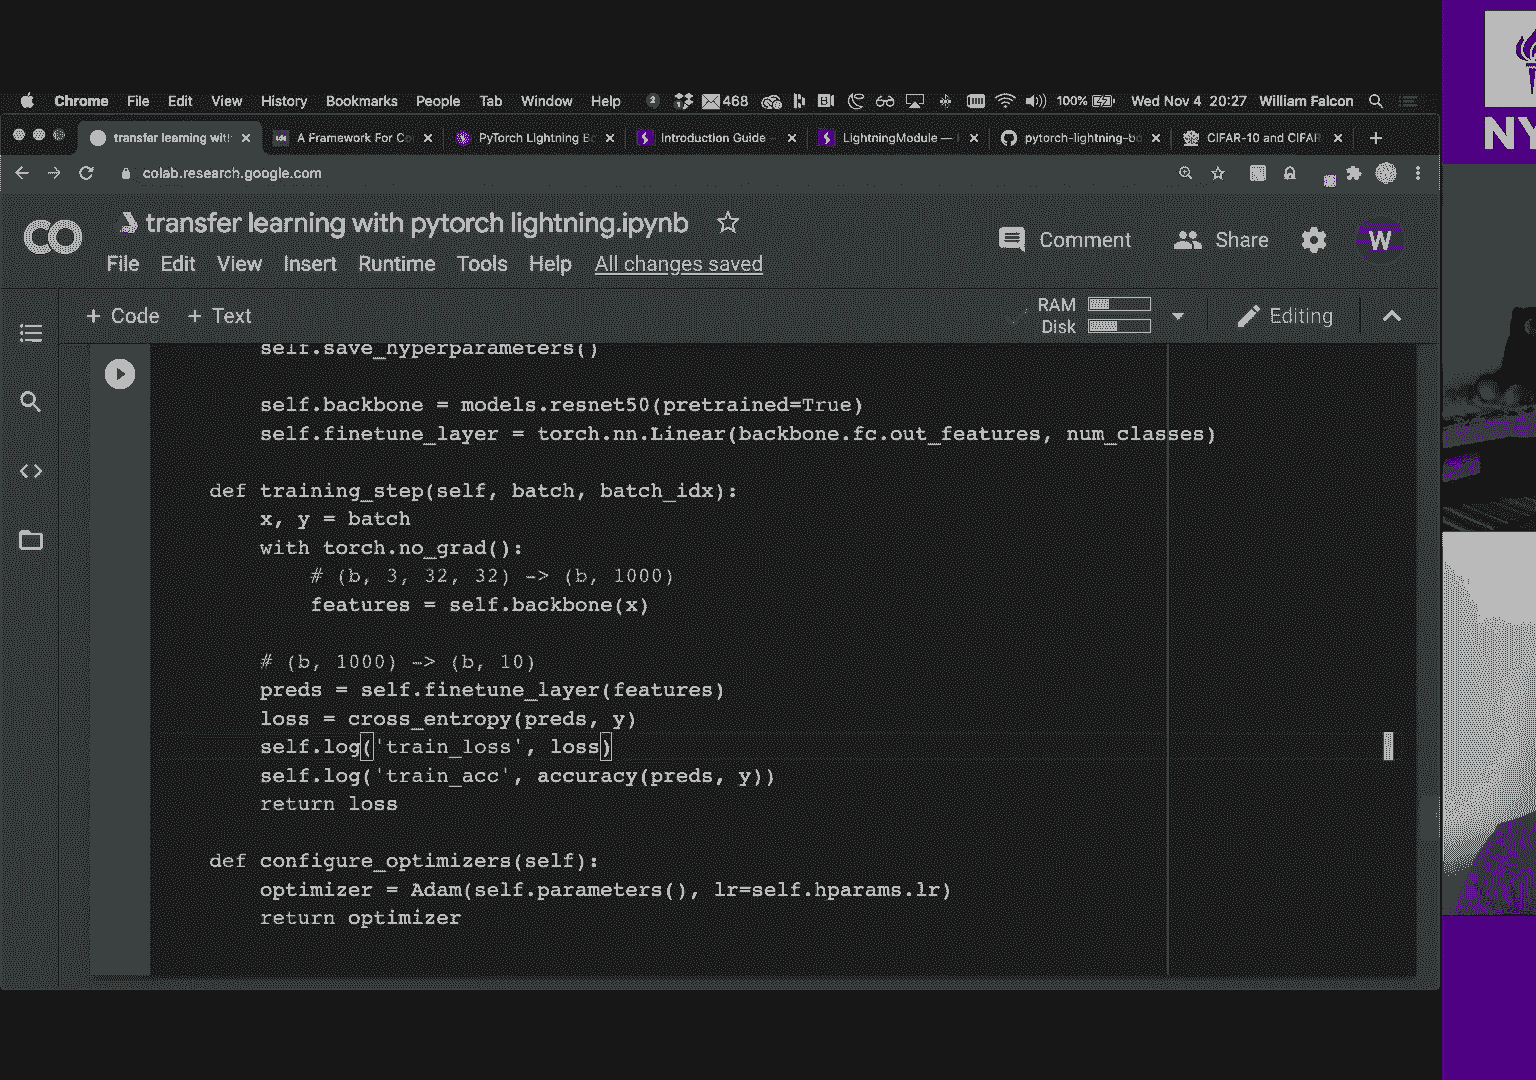 Chrome File Edit View History Bookmarks People Tab Window Help 2 468 100% Wed Nov 4 20:27 William Falcon
transfer learning wit A Framework For Co PyTorch Lightning Bo Introduction Guide — LightningModule — pytorch-lightning-bo CIFAR-10 and CIFAR
colab.research.google.com
CO transfer learning with pytorch lightning.ipynb
Comment Share W
File Edit View Insert Runtime Tools Help All changes saved
+ Code + Text RAM Disk Editing
self.save_hyperparameters()
self.backbone = models.resnet50(pretrained=True)
self.finetune_layer = torch.nn.Linear(backbone.fc.out_features, num_classes)
def training_step(self, batch, batch_idx):
x, y = batch
with torch.no_grad():
# (b, 3, 32, 32) -> (b, 1000)
features = self.backbone(x)
# (b, 1000) -> (b, 10)
preds = self.finetune_layer(features)
loss = cross_entropy(preds, y)
self.log('train_loss', loss)
self.log('train_acc', accuracy(preds, y))
return loss
def configure_optimizers(self):
optimizer = Adam(self.parameters(), lr=self.hparams.lr)
return optimizer
NY